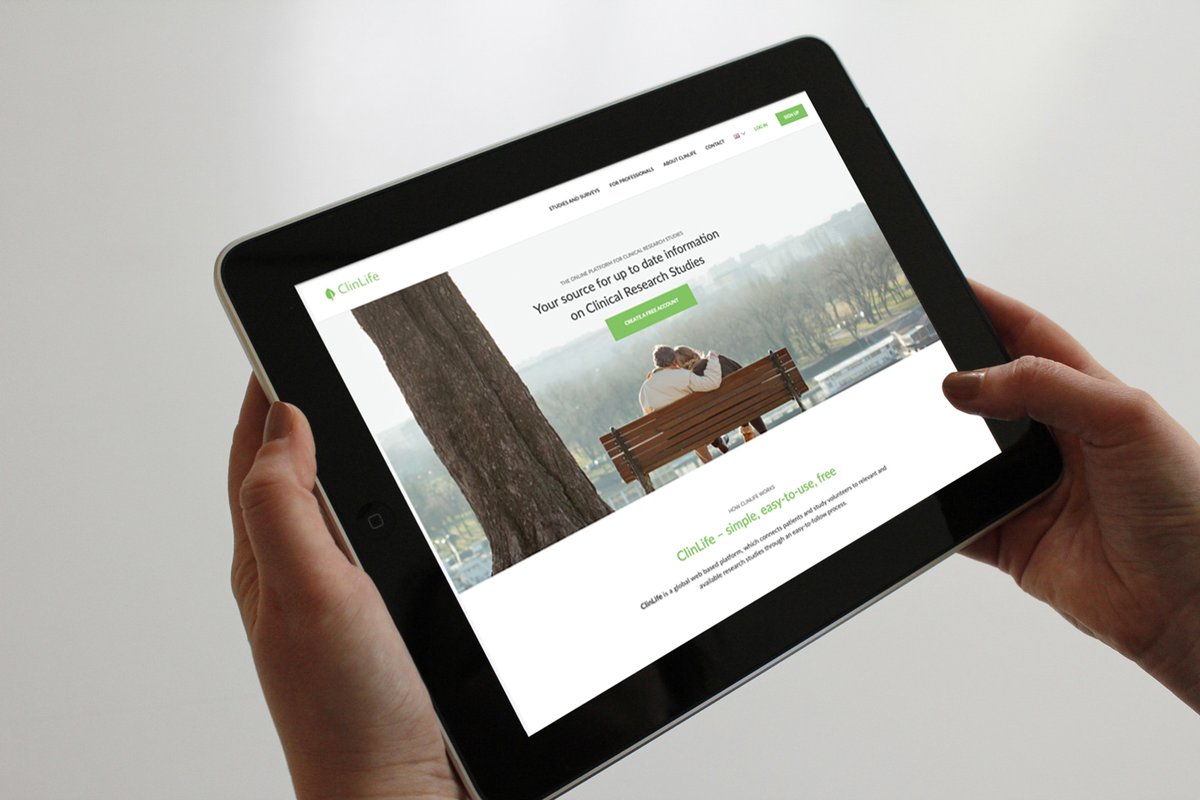 ClinLife
STUDIES AND SURVEYS
FOR PROFESSIONALS
ABOUT CLINLIFE
CONTACT
LOG IN
SIGN UP
THE ONLINE PLATFORM FOR CLINICAL RESEARCH STUDIES
Your source for up to date information
on Clinical Research Studies
CREATE A FREE ACCOUNT
HOW CLINLIFE WORKS
ClinLife – simple, easy-to-use, free
ClinLife is a global web based platform, which connects patients and study volunteers to relevant and
available research studies through an easy-to-follow process.